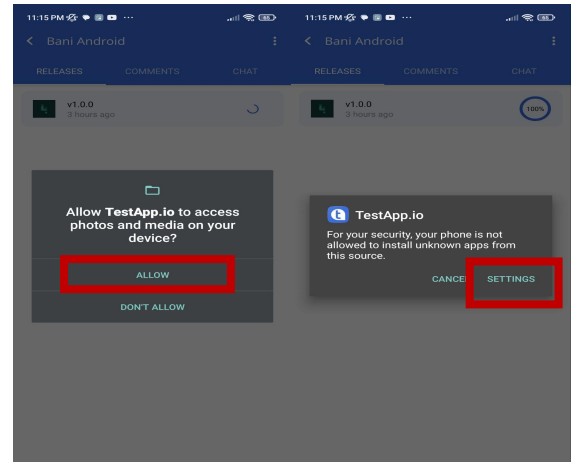 11:15 PM
65
Bani Android
RELEASES COMMENTS CHAT
v1.0.0
3 hours ago
Allow TestApp.io to access
photos and media on your
device?
ALLOW
DON'T ALLOW
11:15 PM
65
Bani Android
RELEASES COMMENTS CHAT
v1.0.0
3 hours ago
100%
TestApp.io
For your security, your phone is not
allowed to install unknown apps from
this source.
CANCE
SETTINGS